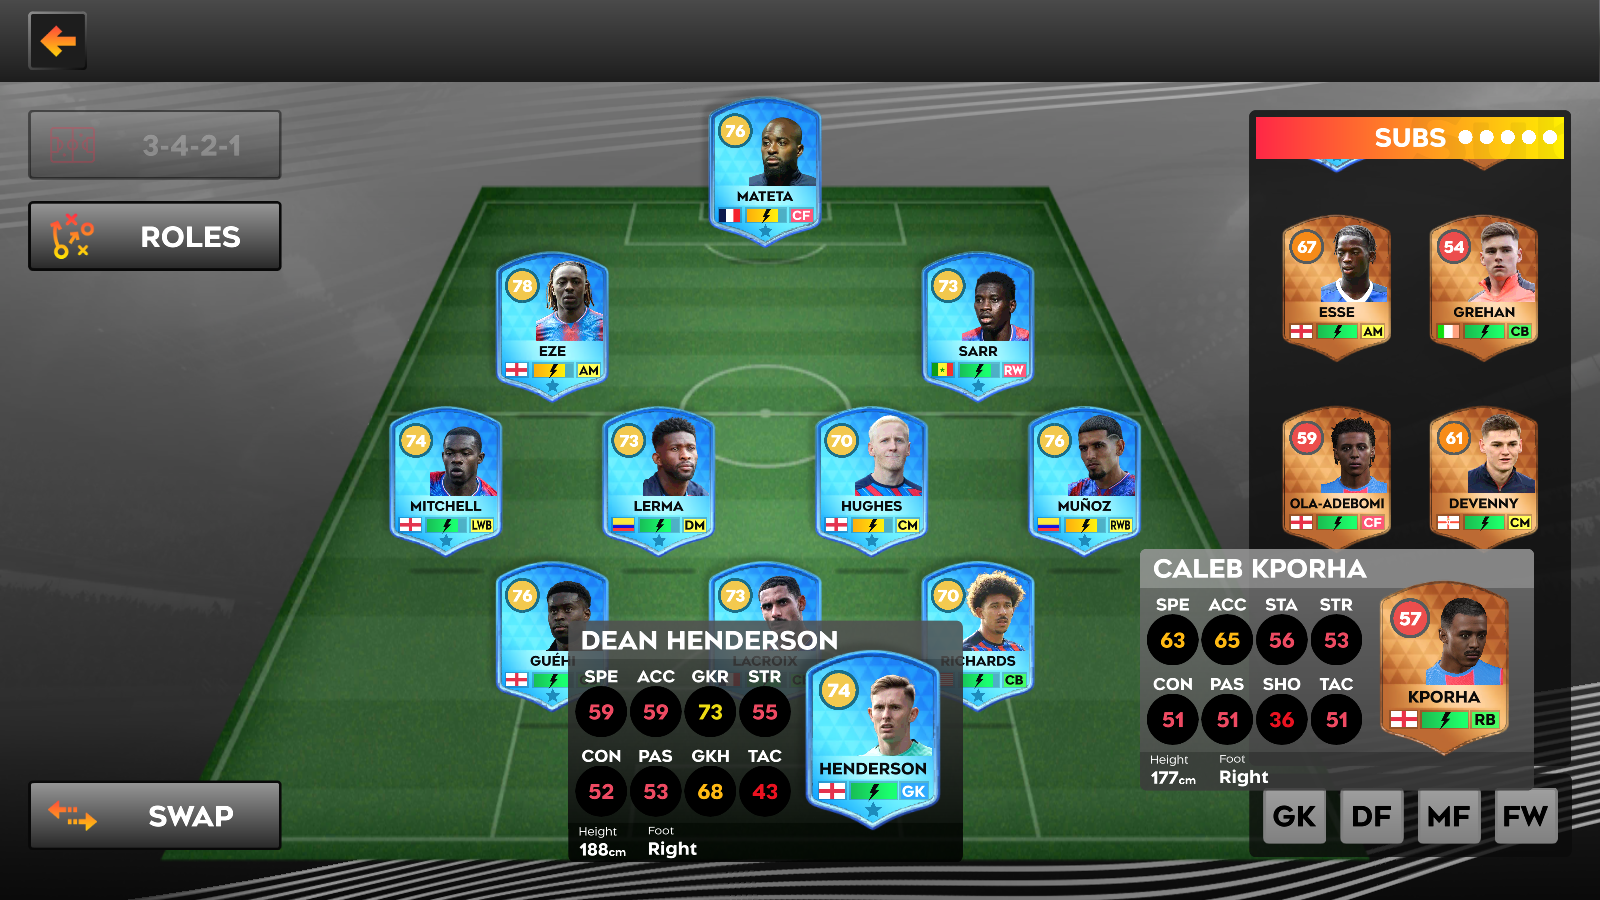 3-4-2-1
ROLES
SWAP
76
MATETA
CF
78
EZE
AM
73
SARR
RW
74
MITCHELL
LWB
73
LERMA
DM
70
HUGHES
CM
76
MUÑOZ
RWB
76
GUÉHI
73
LACROIX
70
RICHARDS
CB
DEAN HENDERSON
SPE ACC GKR STR
59 59 73 55
CON PAS GKH TAC
52 53 68 43
Height Foot
188cm Right
74
HENDERSON
GK
SUBS
67
ESSE
AM
54
GREHAN
CB
59
OLA-ADEBOMI
CF
61
DEVENNY
CM
CALEB KPORHA
SPE ACC STA STR
63 65 56 53
CON PAS SHO TAC
51 51 36 51
Height Foot
177cm Right
57
KPORHA
RB
GK DF MF FW